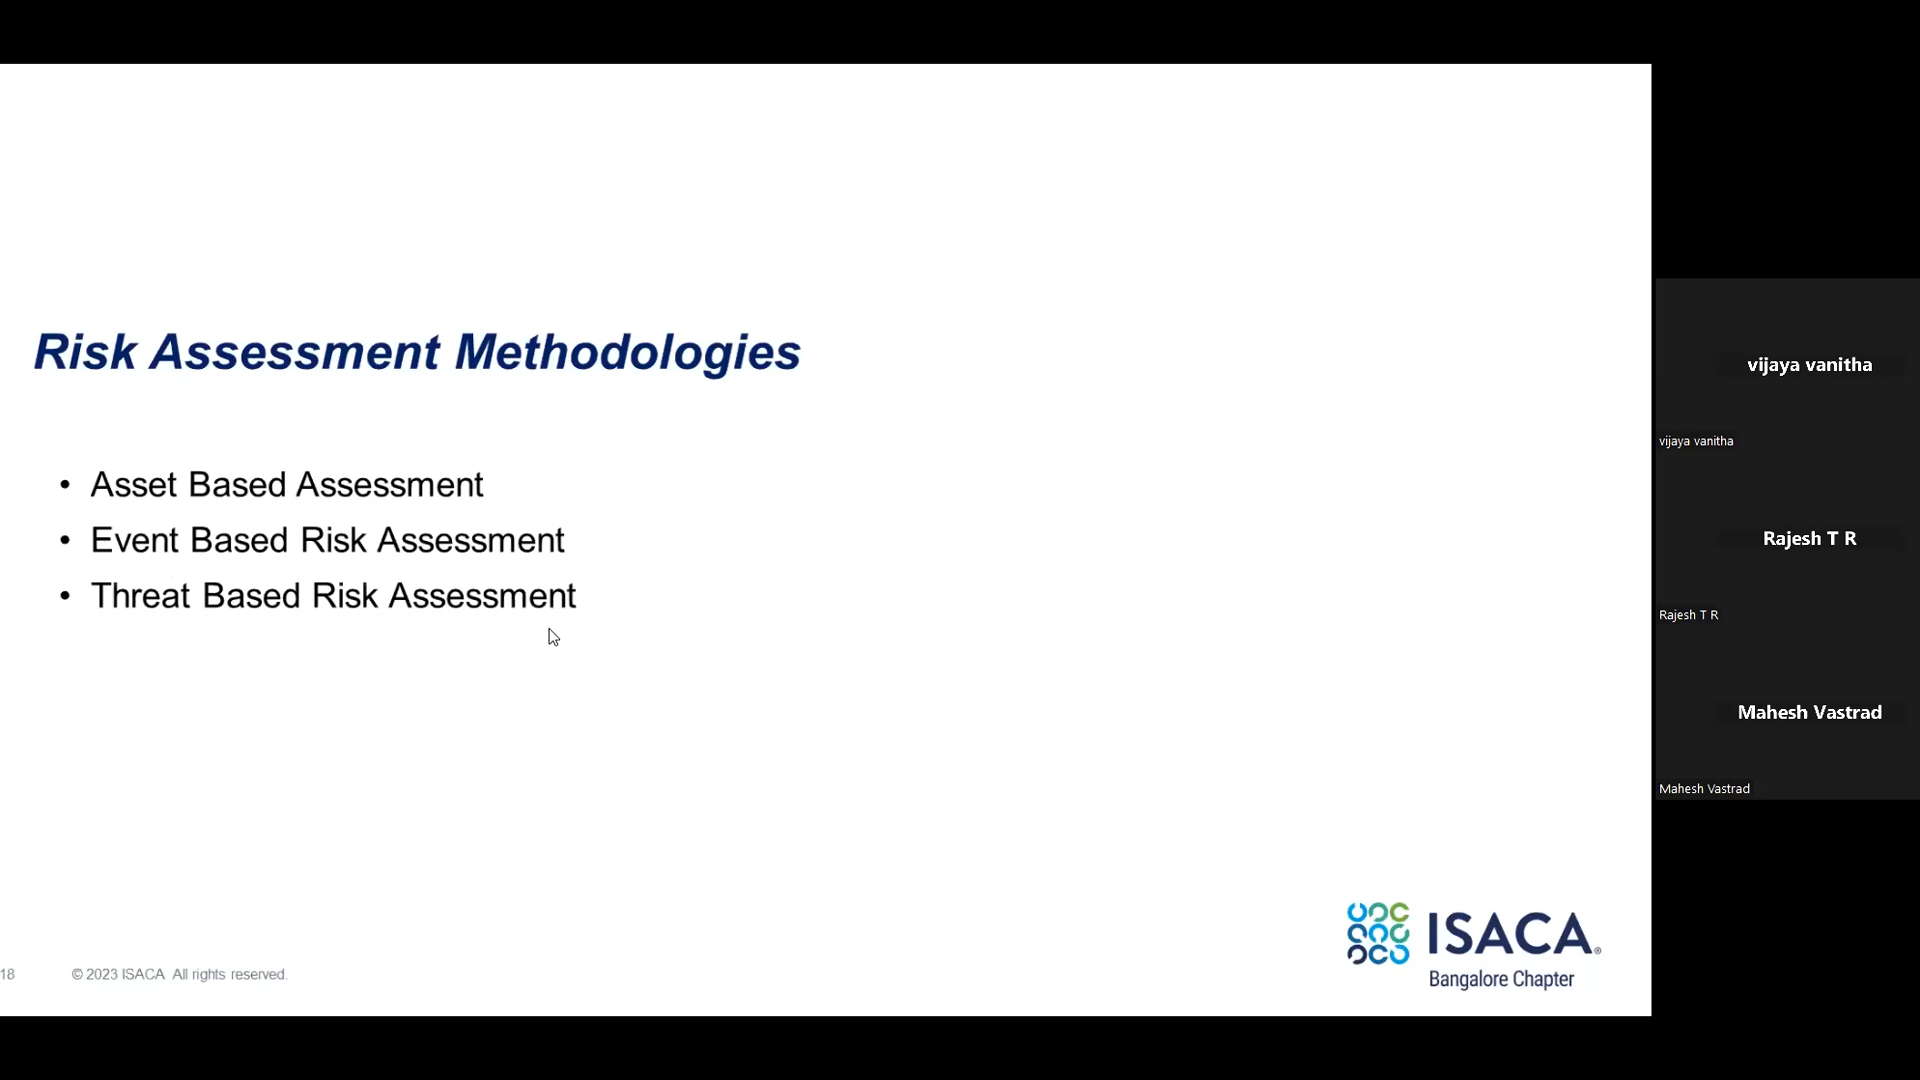 Risk Assessment Methodologies
• Asset Based Assessment
• Event Based Risk Assessment
• Threat Based Risk Assessment
18
© 2023 ISACA All rights reserved.
ISACA®
Bangalore Chapter
vijaya vanitha
vijaya vanitha
Rajesh T R
Rajesh T R
Mahesh Vastrad
Mahesh Vastrad